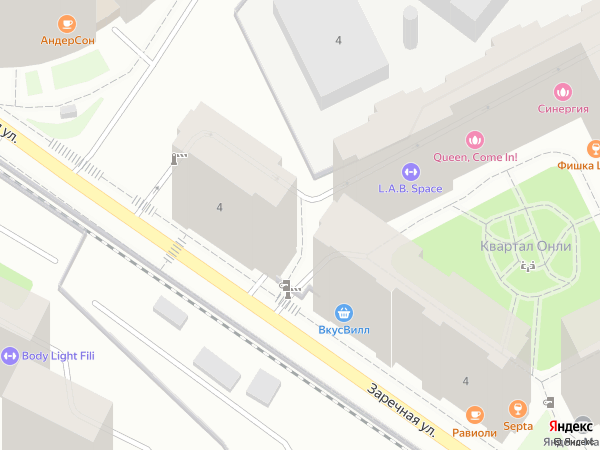 АндерСон
ул.
4
Синергия
Queen, Come In!
Фишка L
L.A.B. Space
4
Квартал Онли
ВкусВилл
Body Light Fili
Заречная ул.
4
Septa
Равиоли
Яндекс
© Яндекс